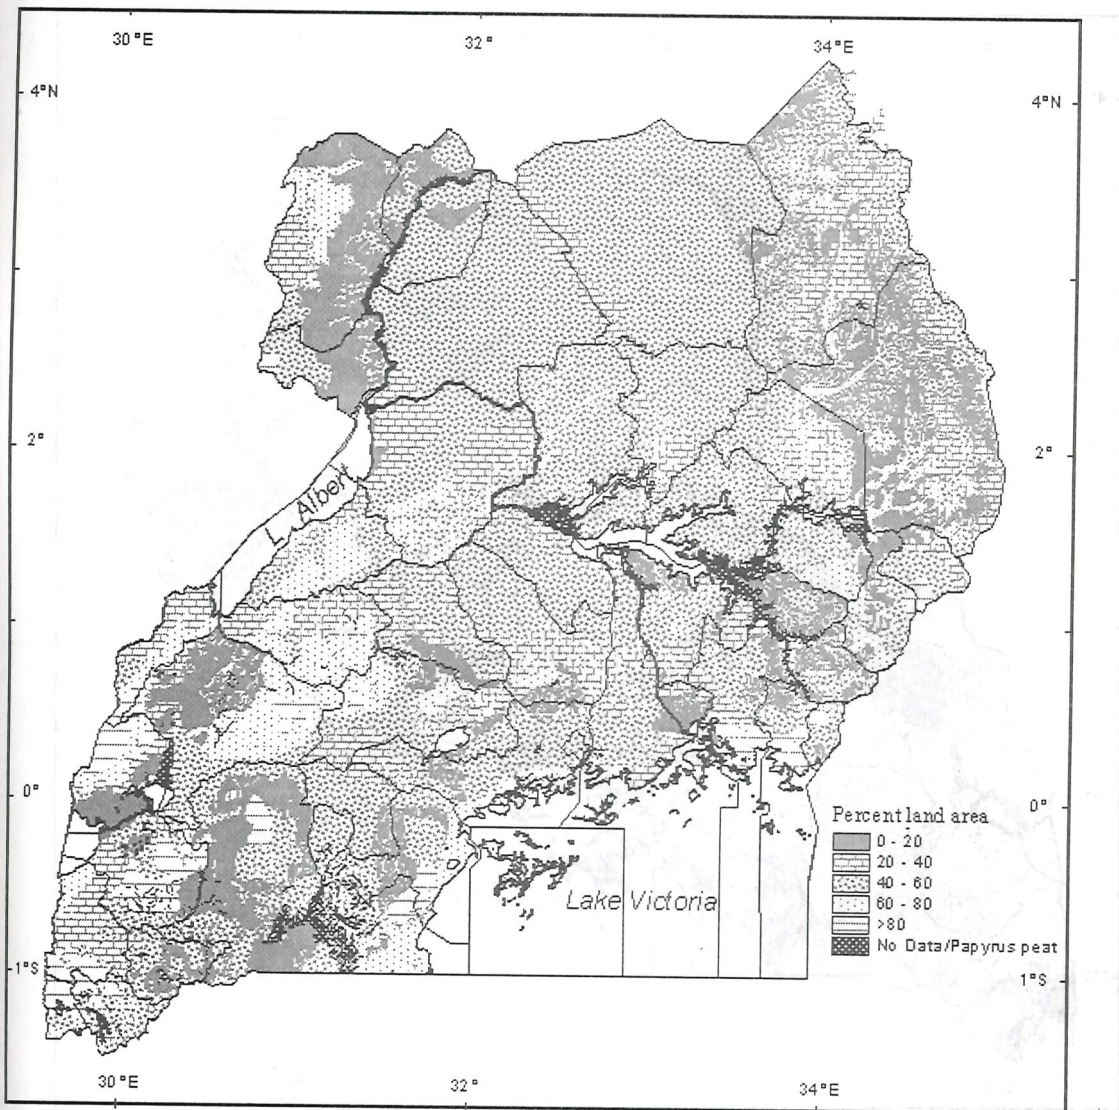 30°E 32° 34°E
4°N 4°N
2° 2°
L. Albert
0° 0°
Percent land area
0 - 20
20 - 40
40 - 60
60 - 80
>80
No Data/Papyrus peat
Lake Victoria
1°S 1°S
30°E 32° 34°E